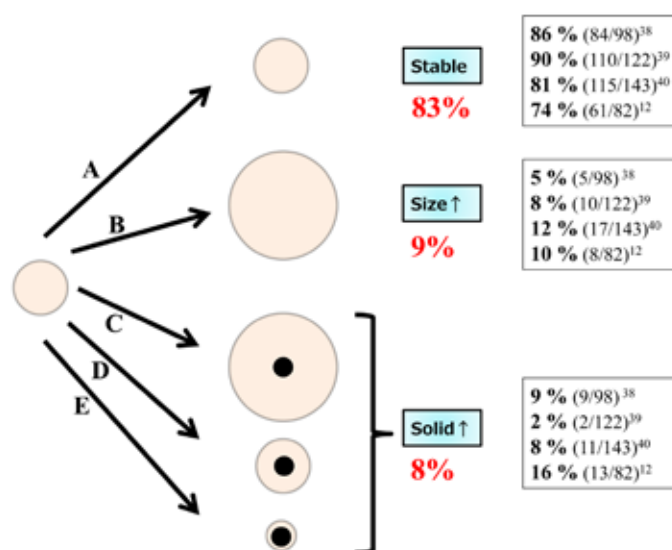 A
B
C
D
E
Stable
83%
86 % (84/98)38
90 % (110/122)39
81 % (115/143)40
74 % (61/82)12
Size↑
9%
5 % (5/98) 38
8 % (10/122)39
12 % (17/143)40
10 % (8/82)12
Solid↑
8%
9 % (9/98) 38
2 % (2/122)39
8 % (11/143)40
16 % (13/82)12